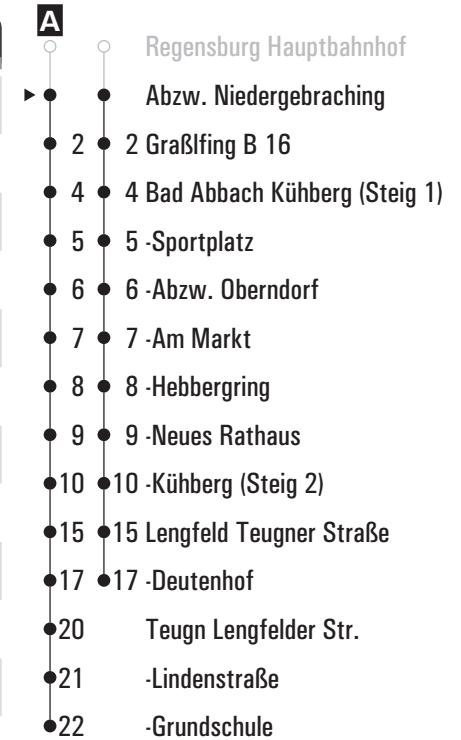 A
Regensburg Hauptbahnhof
Abzw. Niedergebraching
2 2 Graßlfing B 16
4 4 Bad Abbach Kühberg (Steig 1)
5 5 -Sportplatz
6 6 -Abzw. Oberndorf
7 7 -Am Markt
8 8 -Hebbergring
9 9 -Neues Rathaus
10 10 -Kühberg (Steig 2)
15 15 Lengfeld Teugner Straße
17 17 -Deutenhof
20 Teugn Lengfelder Str.
21 -Lindenstraße
22 -Grundschule